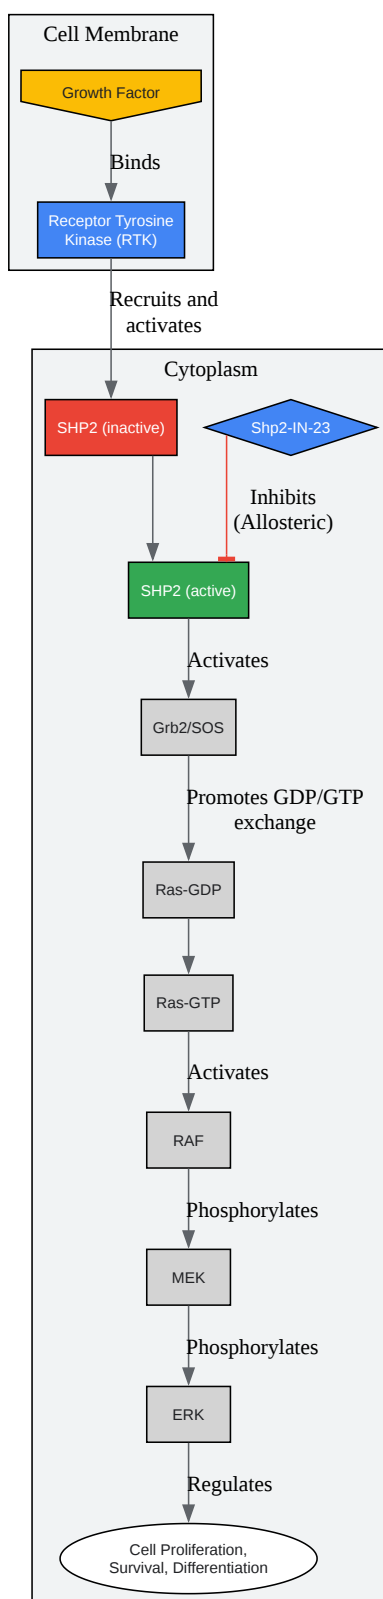 Cell Membrane
Growth Factor
Binds
Receptor Tyrosine
Kinase (RTK)
Recruits and
activates
Cytoplasm
SHP2 (inactive)
Shp2-IN-23
Inhibits
(Allosteric)
SHP2 (active)
Activates
Grb2/SOS
Promotes GDP/GTP
exchange
Ras-GDP
Ras-GTP
Activates
RAF
Phosphorylates
MEK
Phosphorylates
ERK
Regulates
Cell Proliferation,
Survival, Differentiation